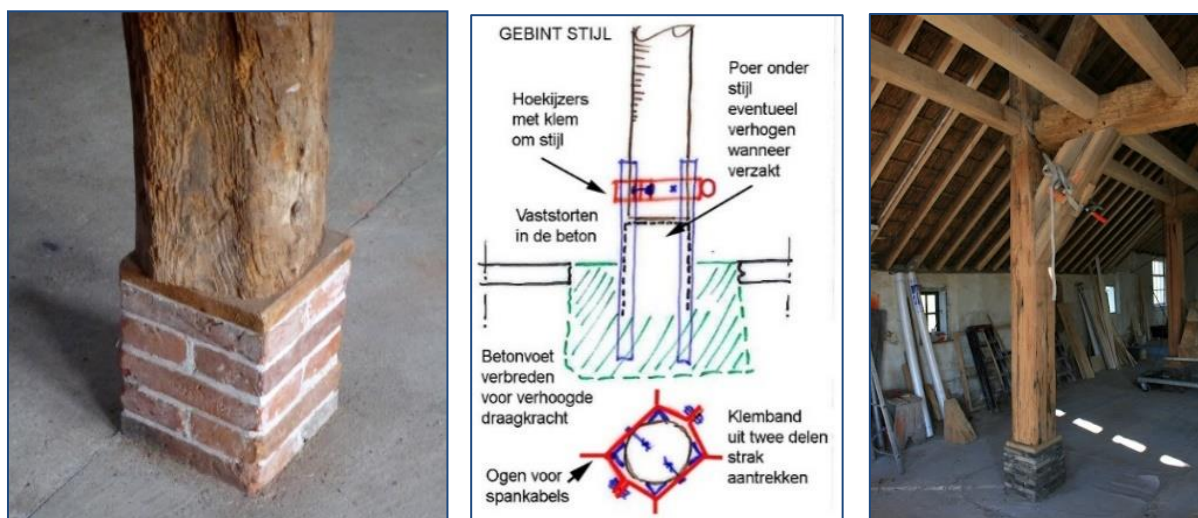 GEBINT STIJL
Hoekijzers
met klem
om stijl
Poer onder
stijl
eventueel
verhogen
wanneer
verzakt
Vaststorten
in de beton
Betonvoet
verbreden
voor verhoogde
draagkracht
Ogen voor
spankabels
Klemband
uit twee delen
strak
aantrekken